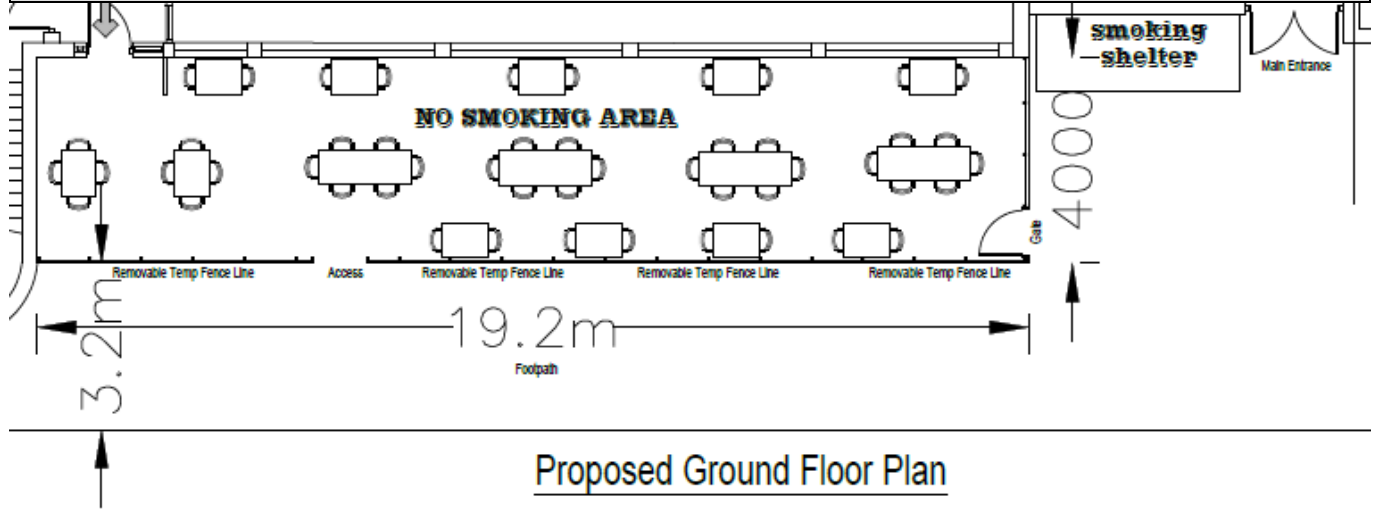 smoking
shelter
Main Entrance
NO SMOKING AREA
4000
Gate
Removable Temp Fence Line
Access
Removable Temp Fence Line
Removable Temp Fence Line
Removable Temp Fence Line
19.2m
3.2m
Footpath
Proposed Ground Floor Plan